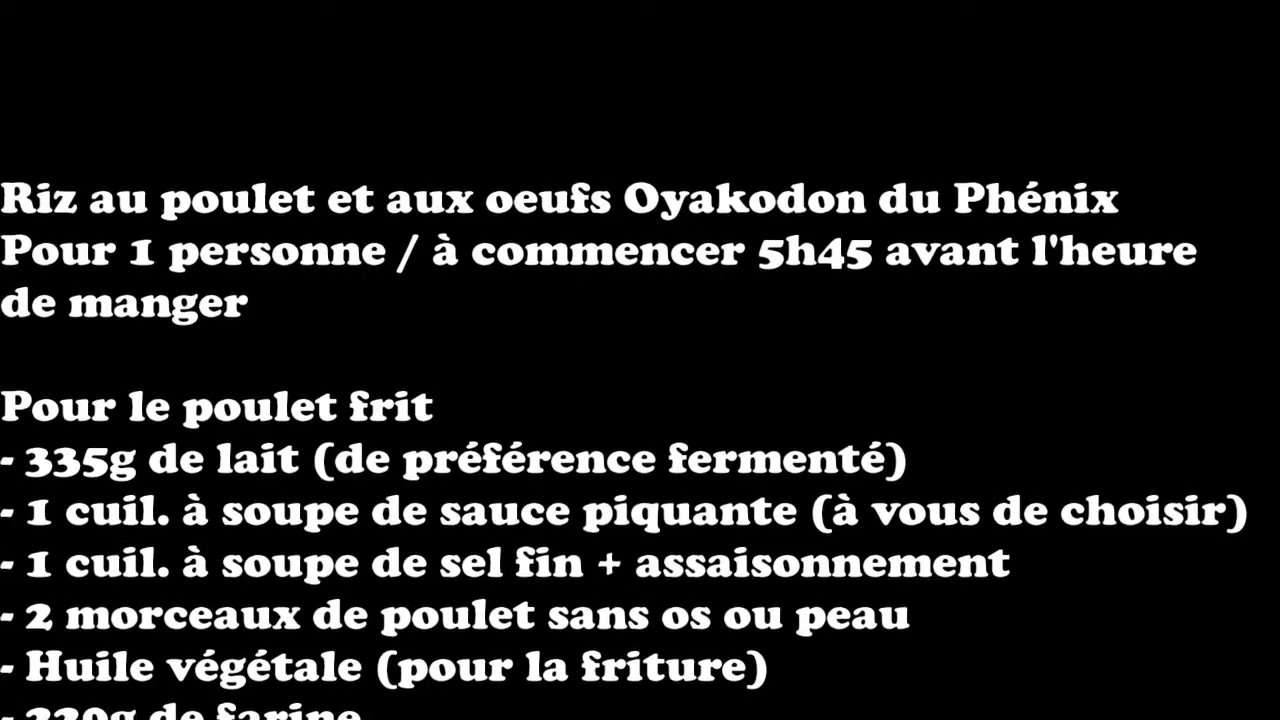 Riz au poulet et aux oeufs Oyakodon du Phénix
Pour 1 personne / à commencer 5h45 avant l'heure
de manger
Pour le poulet frit
- 335g de lait (de préférence fermenté)
- 1 cuil. à soupe de sauce piquante (à vous de choisir)
- 1 cuil. à soupe de sel fin + assaisonnement
- 2 morceaux de poulet sans os ou peau
- Huile végétale (pour la friture)
de farine